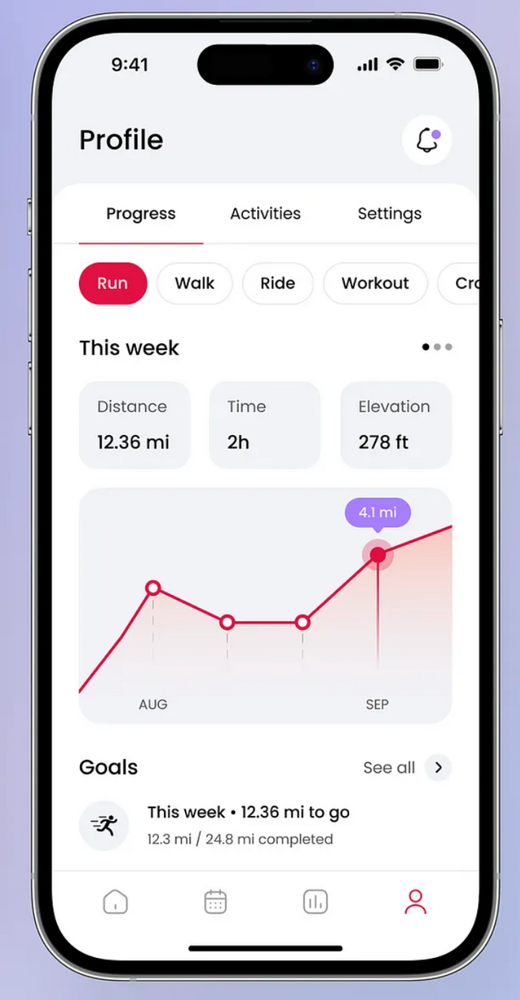 9:41
Profile
Progress Activities Settings
Run Walk Ride Workout Cro
This week
Distance Time Elevation
12.36 mi 2h 278 ft
4.1 mi
AUG SEP
Goals See all
This week • 12.36 mi to go
12.3 mi / 24.8 mi completed